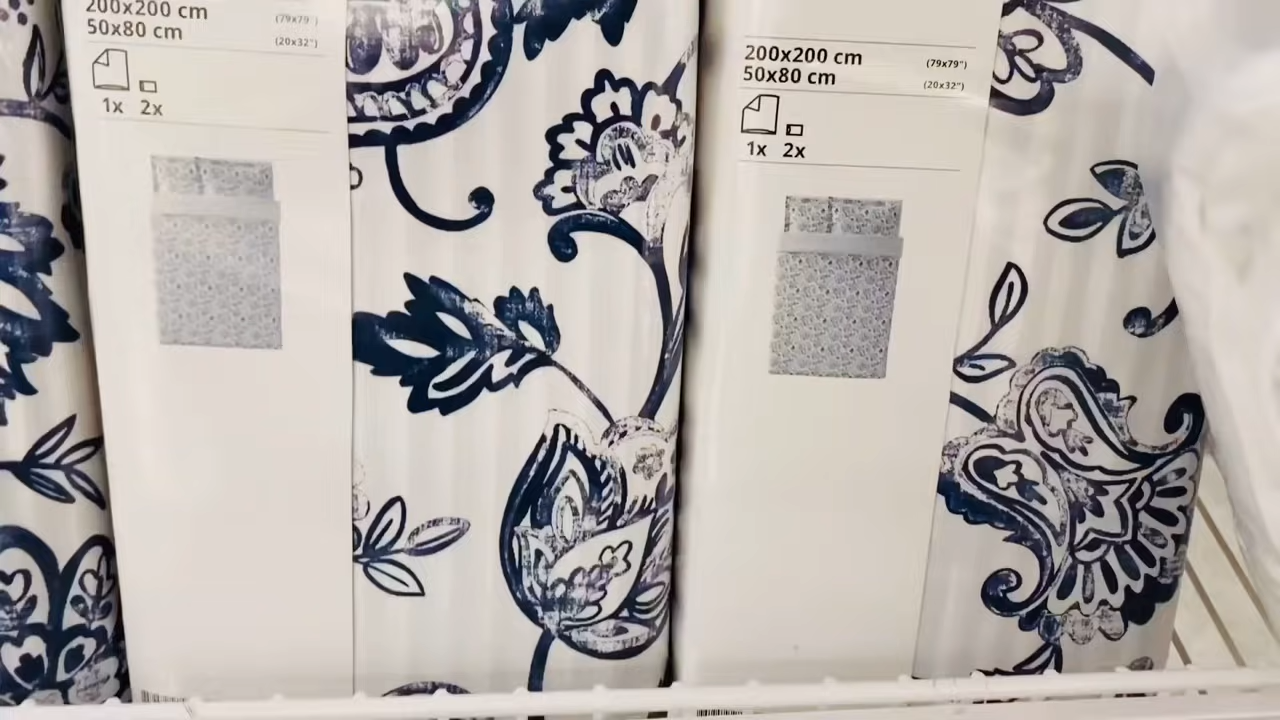 200x200 cm (79x79")
50x80 cm (20x32")
1x 2x
200x200 cm (79x79")
50x80 cm (20x32")
1x 2x